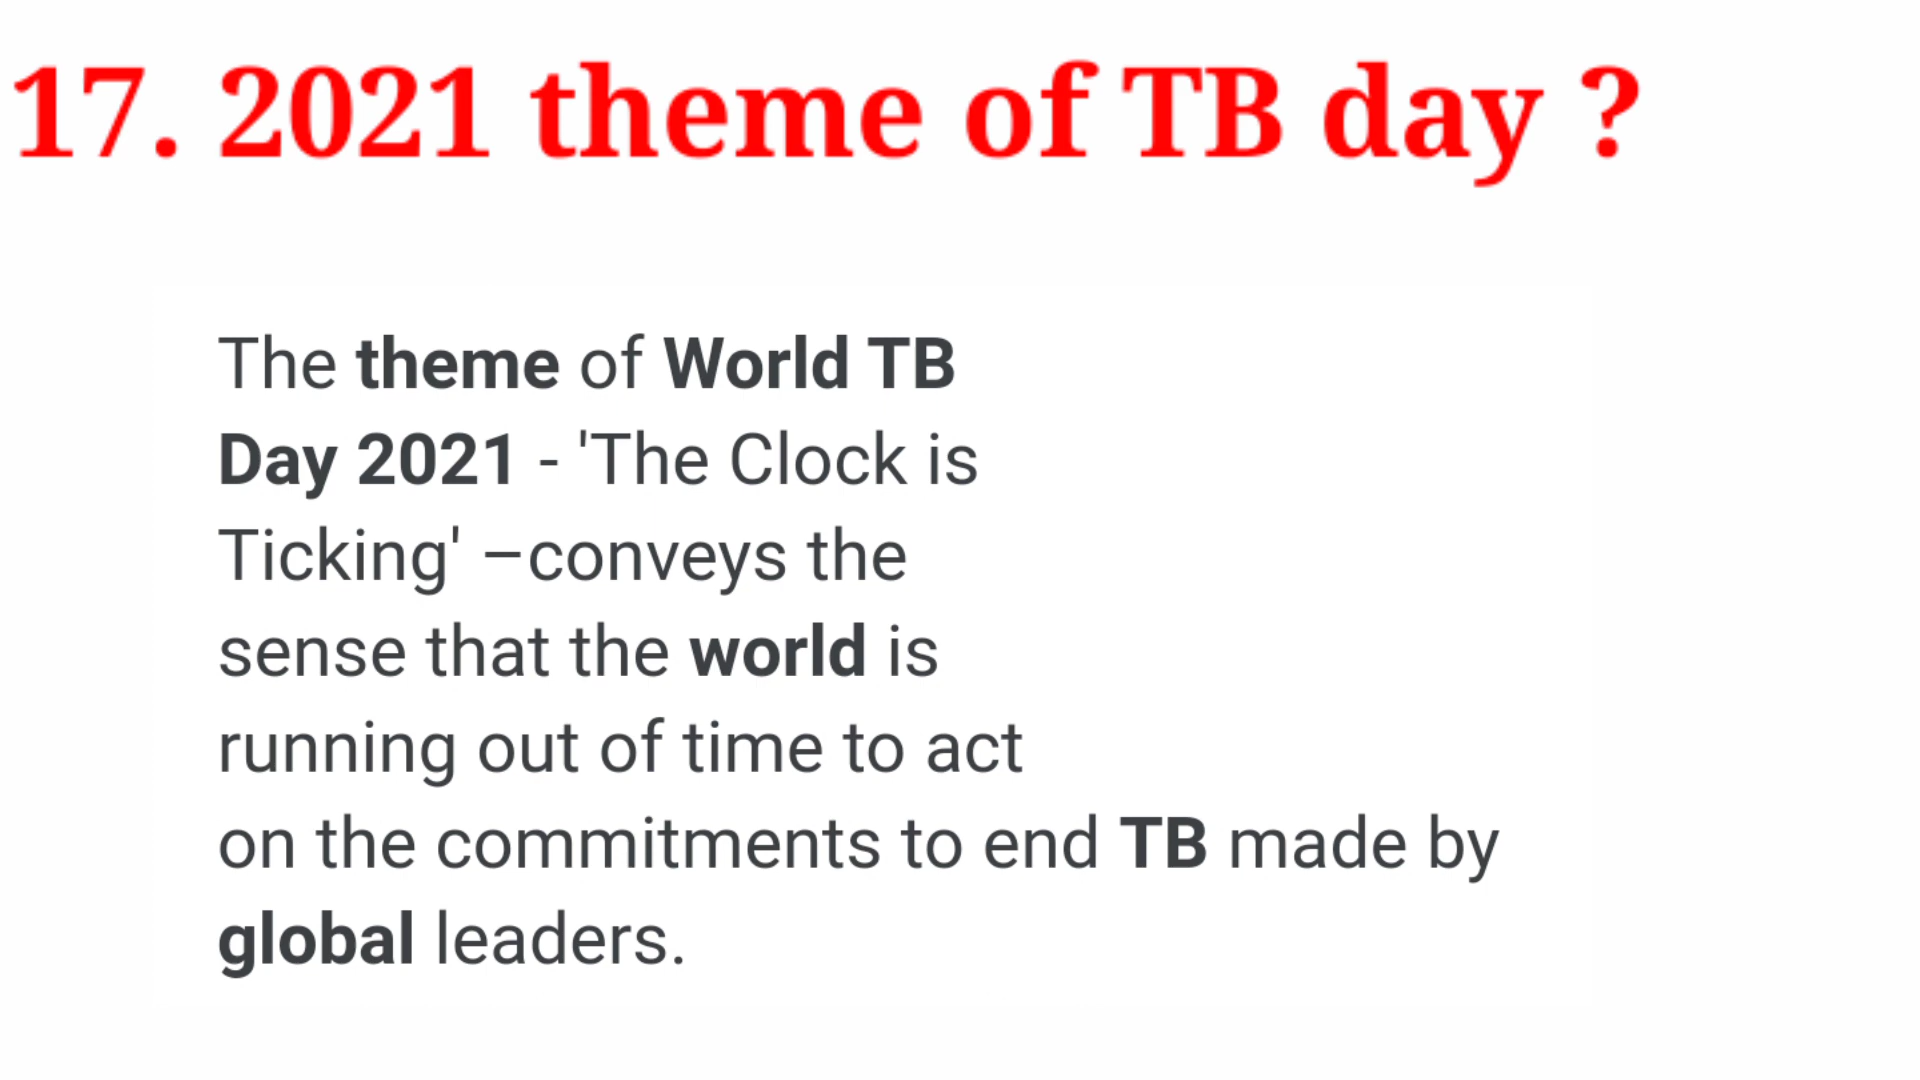 17. 2021 theme of TB day ?
The theme of World TB
Day 2021 - 'The Clock is
Ticking' –conveys the
sense that the world is
running out of time to act
on the commitments to end TB made by
global leaders.